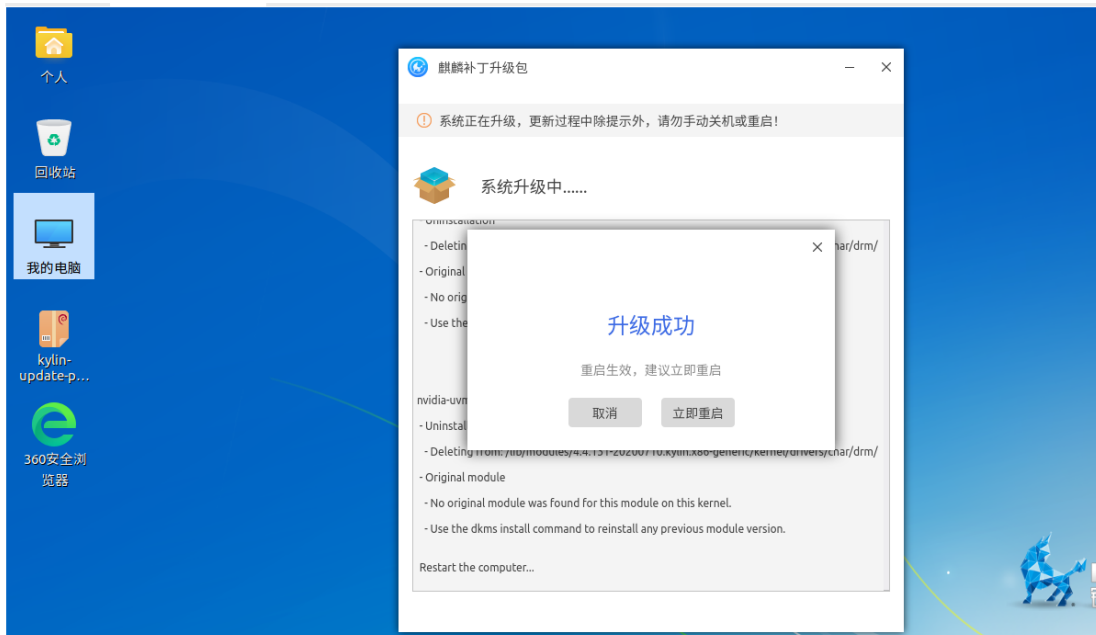 个人
回收站
我的电脑
kylin-
update-p...
360安全浏
览器
麒麟补丁升级包
系统正在升级，更新过程中除提示外，请勿手动关机或重启！
系统升级中......
- Uninstallation
- Deletin
har/drm/
- Original
- No orig
- Use the
升级成功
重启生效，建议立即重启
取消
立即重启
nvidia-uvm
- Uninstal
- Deleting from: /lib/modules/4.4.131-20200710.kylin.x86-generic/kernel/drivers/char/drm/
- Original module
- No original module was found for this module on this kernel.
- Use the dkms install command to reinstall any previous module version.
Restart the computer...